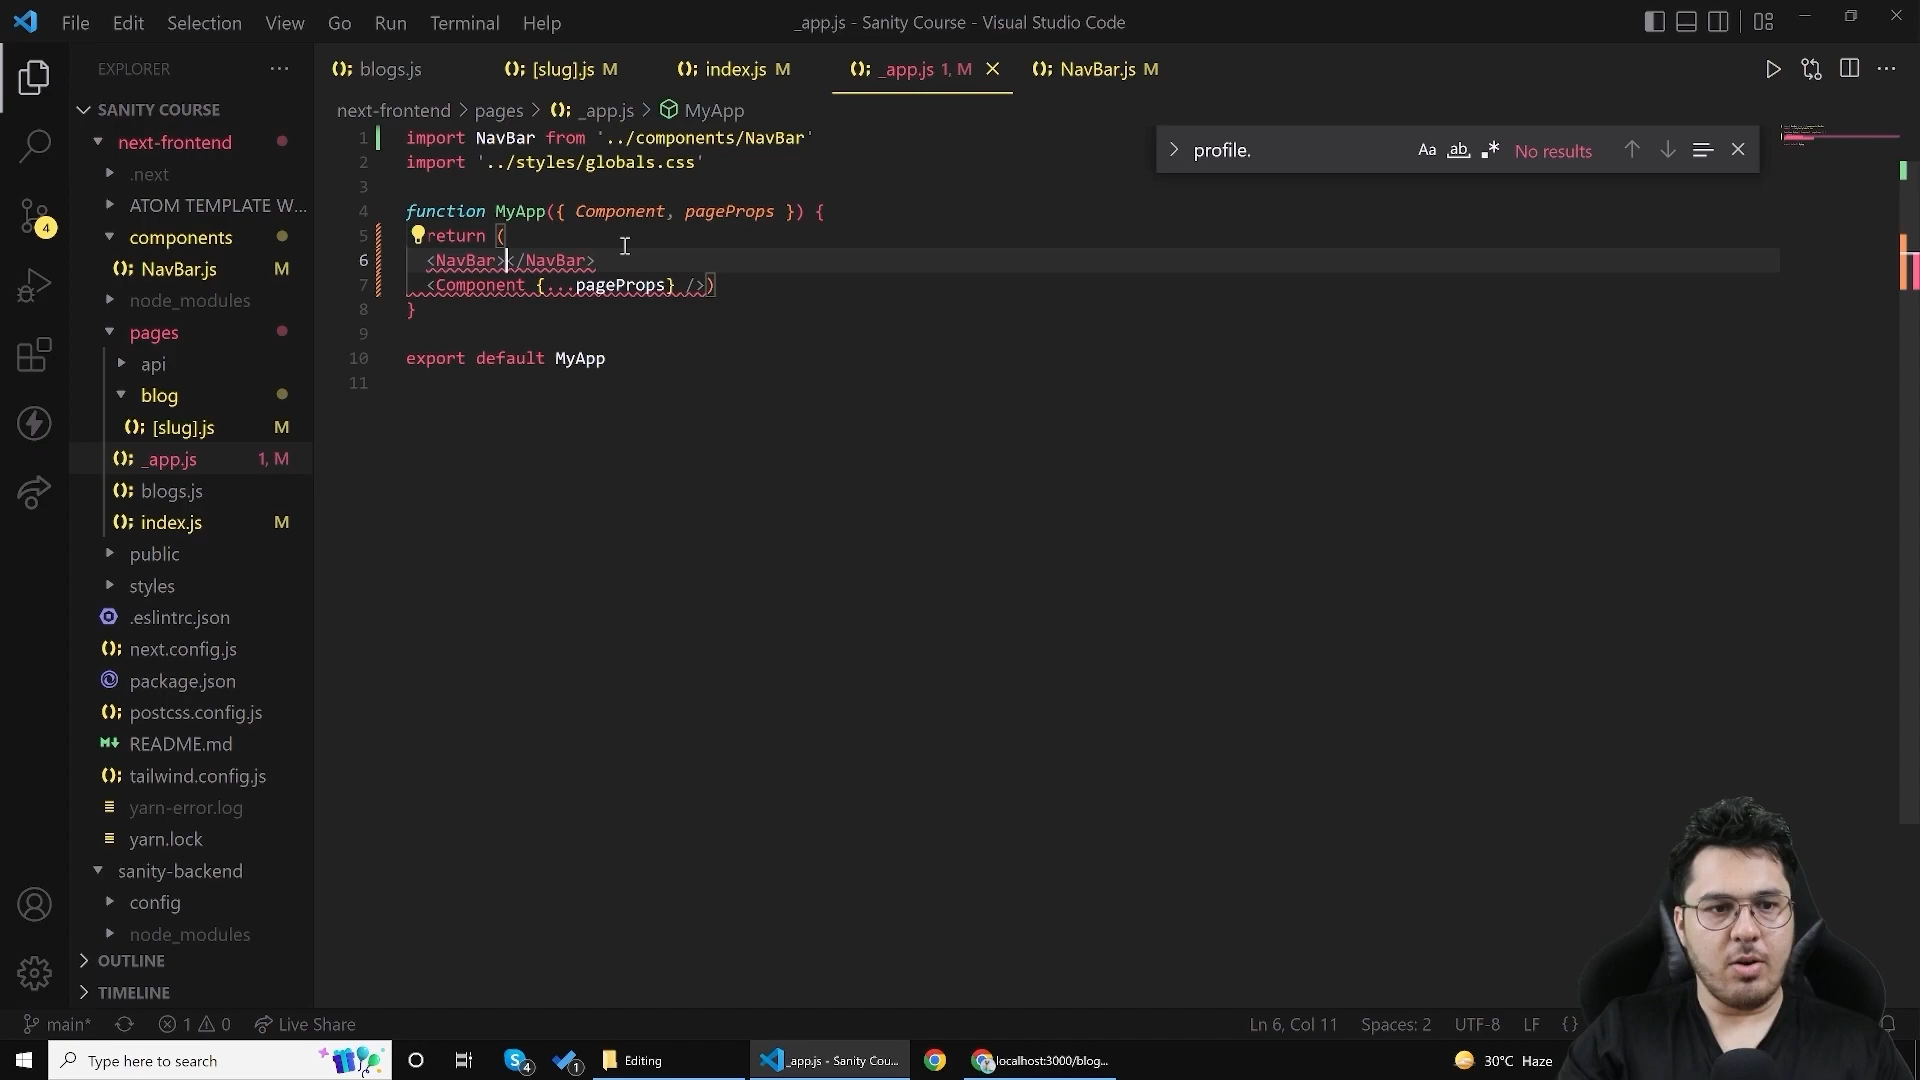 File Edit Selection View Go Run Terminal Help
_app.js - Sanity Course - Visual Studio Code
EXPLORER
SANITY COURSE
next-frontend
.next
ATOM TEMPLATE W...
components
NavBar.js M
node_modules
pages
api
blog
[slug].js M
_app.js 1, M
blogs.js
index.js M
public
styles
.eslintrc.json
next.config.js
package.json
postcss.config.js
README.md
tailwind.config.js
yarn-error.log
yarn.lock
sanity-backend
config
node_modules
OUTLINE
TIMELINE
4
blogs.js
[slug].js M
index.js M
_app.js 1, M
NavBar.js M
next-frontend > pages > _app.js > MyApp
profile.
Aa ab .* No results
1 import NavBar from '../components/NavBar'
2 import '../styles/globals.css'
3
4 function MyApp({ Component, pageProps }) {
5 return (
6 <NavBar></NavBar>
7 <Component {...pageProps} />)
8 }
9
10 export default MyApp
11
main* 1 0 Live Share
Ln 6, Col 11 Spaces: 2 UTF-8 LF {}
Type here to search
4
1
Editing
_app.js - Sanity Cou...
localhost:3000/blog...
30°C Haze